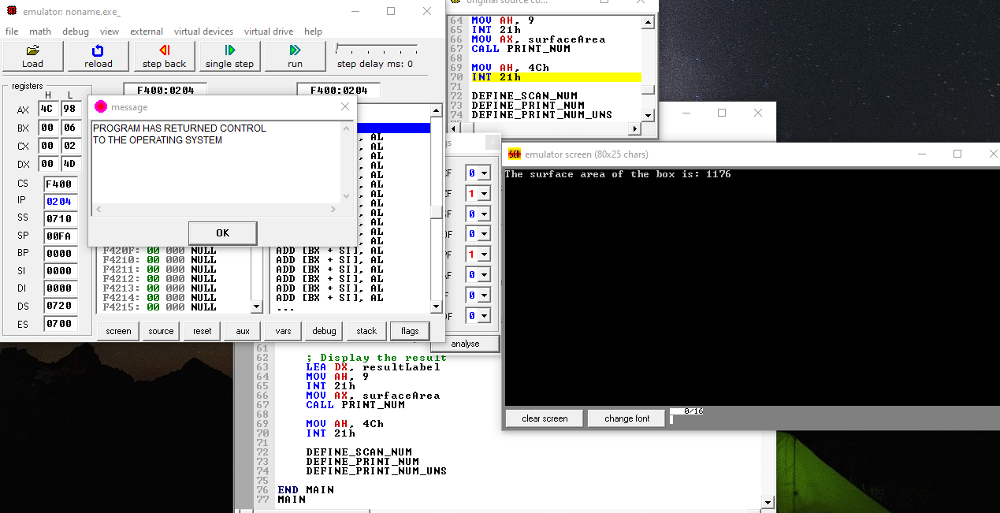 emulator: noname.exe_
file math debug view external virtual devices virtual drive help
Load reload step back single step run step delay ms: 0
registers
H L
F400:0204 F400:0204
AX 4C 98
BX 00 06
CX 00 02
DX 00 4D
CS F400
IP 0204
SS 0710
SP 00FA
BP 0000
SI 0000
DI 0000
DS 0720
ES 0700
message
PROGRAM HAS RETURNED CONTROL
TO THE OPERATING SYSTEM
OK
, AL
, AL
, AL
, AL
, AL
, AL
, AL
, AL
, AL
, AL
, AL
, AL
F420F: 00 000 NULL ADD [BX + SI], AL
F4210: 00 000 NULL ADD [BX + SI], AL
F4211: 00 000 NULL ADD [BX + SI], AL
F4212: 00 000 NULL ADD [BX + SI], AL
F4213: 00 000 NULL ADD [BX + SI], AL
F4214: 00 000 NULL ADD [BX + SI], AL
F4215: 00 000 NULL ...
screen source reset aux vars debug stack flags
original source co...
64 MOV AH, 9
65 INT 21h
66 MOV AX, surfaceArea
67 CALL PRINT_NUM
68
69 MOV AH, 4Ch
70 INT 21h
71
72 DEFINE_SCAN_NUM
73 DEFINE_PRINT_NUM
74 DEFINE_PRINT_NUM_UNS
gs
CF 0
ZF 1
SF 0
OF 0
PF 1
AF 0
IF 0
DF 0
analyse
SCR emulator screen (80x25 chars)
The surface area of the box is: 1176
clear screen change font 0/16
61
62 ; Display the result
63 LEA DX, resultLabel
64 MOV AH, 9
65 INT 21h
66 MOV AX, surfaceArea
67 CALL PRINT_NUM
68
69 MOV AH, 4Ch
70 INT 21h
71
72 DEFINE_SCAN_NUM
73 DEFINE_PRINT_NUM
74 DEFINE_PRINT_NUM_UNS
75
76 END MAIN
77 MAIN